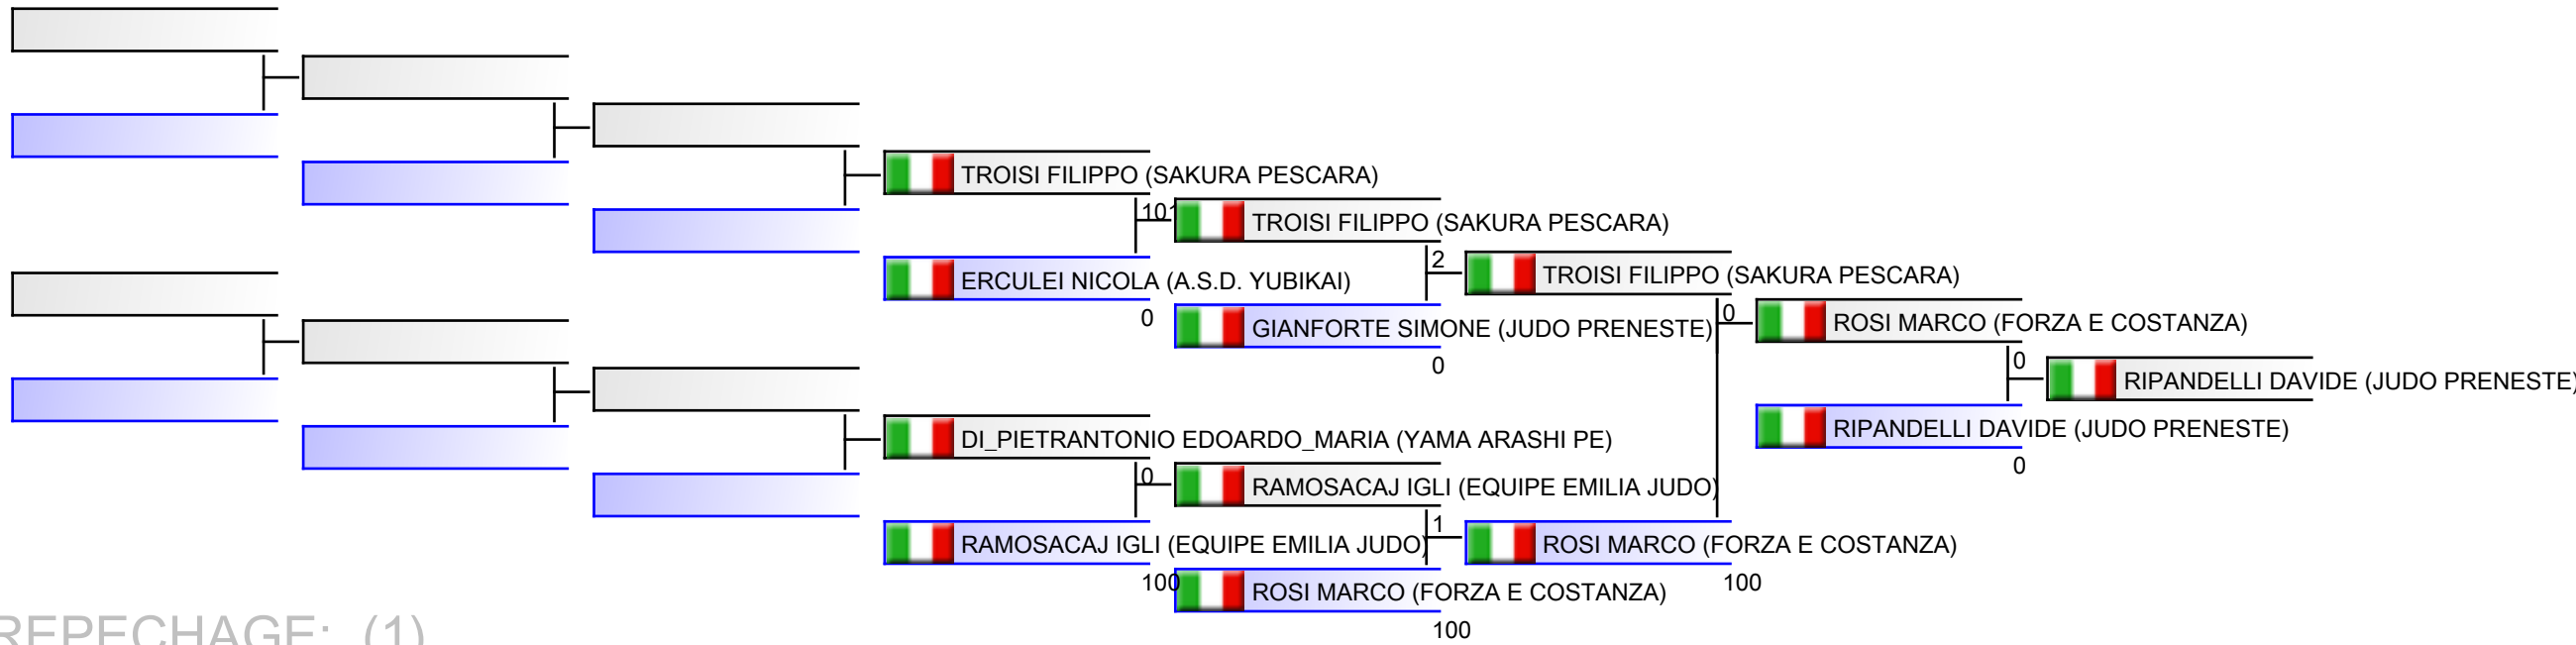 TROISI FILIPPO (SAKURA PESCARA)
TROISI FILIPPO (SAKURA PESCARA)
2
TROISI FILIPPO (SAKURA PESCARA)
ERCULEI NICOLA (A.S.D. YUBIKAI)
0
GIANFORTE SIMONE (JUDO PRENESTE)
0
0
ROSI MARCO (FORZA E COSTANZA)
0
RIPANDELLI DAVIDE (JUDO PRENESTE)
RIPANDELLI DAVIDE (JUDO PRENESTE)
0
DI_PIETRANTONIO EDOARDO_MARIA (YAMA ARASHI PE)
0
RAMOSACAJ IGLI (EQUIPE EMILIA JUDO)
1
RAMOSACAJ IGLI (EQUIPE EMILIA JUDO)
100
ROSI MARCO (FORZA E COSTANZA)
100
ROSI MARCO (FORZA E COSTANZA)
100
REPECHAGE: (1)